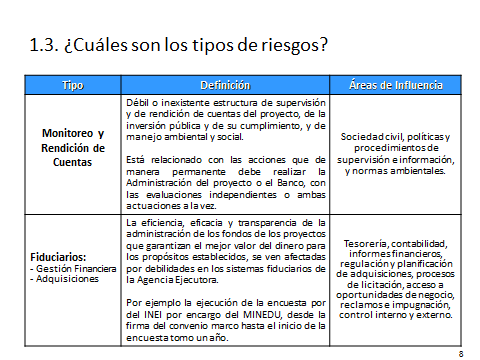 1.3. ¿Cuáles son los tipos de riesgos?
Tipo
Definición
Áreas de Influencia
Monitoreo y
Rendición de
Cuentas
Débil o inexistente estructura de supervisión
y de rendición de cuentas del proyecto, de la
inversión pública y de su cumplimiento, y de
manejo ambiental y social.
Está relacionado con las acciones que de
manera permanente debe realizar la
Administración del proyecto o el Banco, con
las evaluaciones independientes o ambas
actuaciones a la vez.
Sociedad civil, políticas y
procedimientos de
supervisión e información,
y normas ambientales.
Fiduciarios:
- Gestión Financiera
- Adquisiciones
La eficiencia, eficacia y transparencia de la
administración de los fondos de los proyectos
que garantizan el mejor valor del dinero para
los propósitos establecidos, se ven afectadas
por debilidades en los sistemas fiduciarios de
la Agencia Ejecutora.
Por ejemplo la ejecución de la encuesta por
del INEI por encargo del MINEDU, desde la
firma del convenio marco hasta el inicio de la
encuesta tomo un año.
Tesorería, contabilidad,
informes financieros,
regulación y planificación
de adquisiciones, procesos
de licitación, acceso a
oportunidades de negocio,
reclamos e impugnación,
control interno y externo.
8